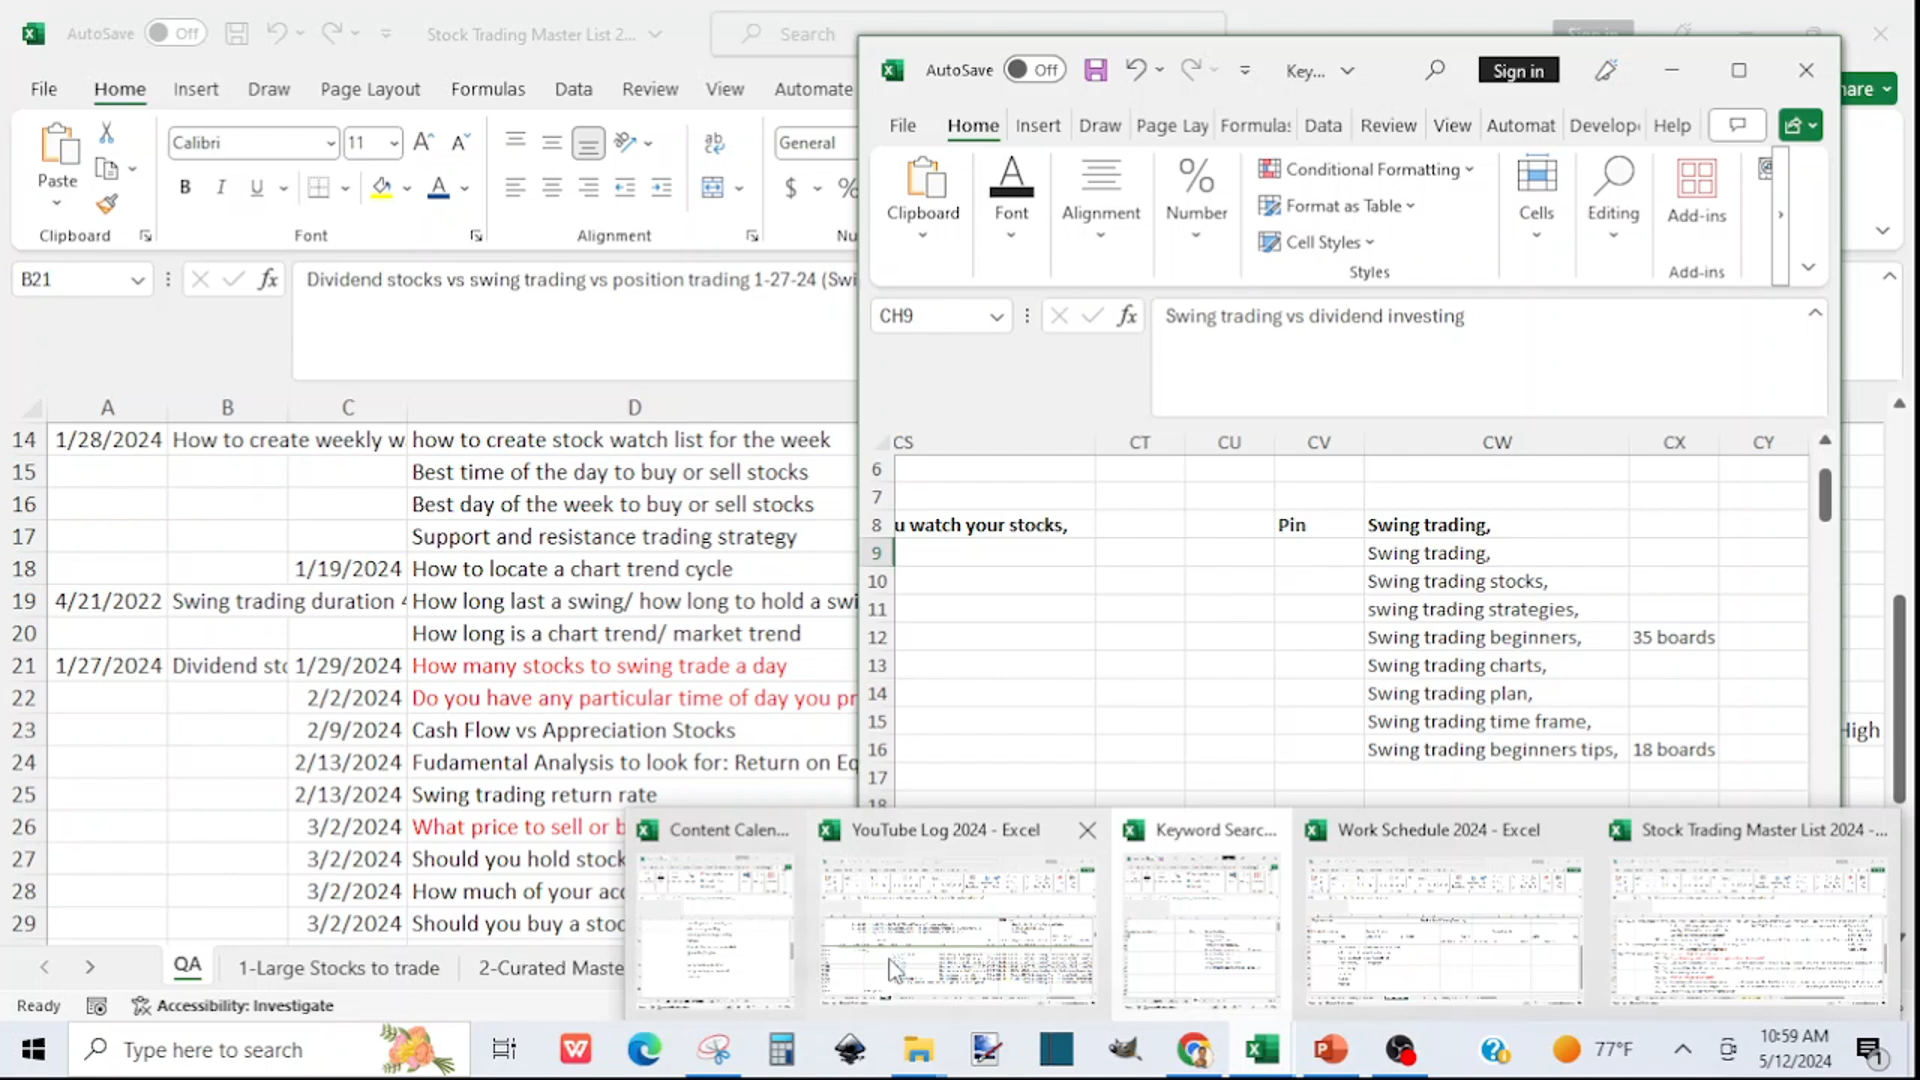 AutoSave Off Stock Trading Master List 2... Search Sign in
File Home Insert Draw Page Layout Formulas Data Review View Automate
Calibri 11 General
Paste
Clipboard Font Alignment Nu
B21 Dividend stocks vs swing trading vs position trading 1-27-24 (Swi
A B C D
14 1/28/2024 How to create weekly w how to create stock watch list for the week
15 Best time of the day to buy or sell stocks
16 Best day of the week to buy or sell stocks
17 Support and resistance trading strategy
18 1/19/2024 How to locate a chart trend cycle
19 4/21/2022 Swing trading duration 4 How long last a swing/ how long to hold a swi
20 How long is a chart trend/ market trend
21 1/27/2024 Dividend sto 1/29/2024 How many stocks to swing trade a day
22 2/2/2024 Do you have any particular time of day you pr
23 2/9/2024 Cash Flow vs Appreciation Stocks
24 2/13/2024 Fudamental Analysis to look for: Return on Eq
25 2/13/2024 Swing trading return rate
26 3/2/2024 What price to sell or b
27 3/2/2024 Should you hold stock
28 3/2/2024 How much of your acc
29 3/2/2024 Should you buy a stoc
QA 1-Large Stocks to trade 2-Curated Maste
Ready Accessibility: Investigate
are
High
AutoSave Off Key... Sign in
File Home Insert Draw Page Lay Formulas Data Review View Automat Develop Help
Clipboard Font Alignment Number
Conditional Formatting
Format as Table
Cell Styles
Styles
Cells Editing Add-ins
Add-ins
CH9 Swing trading vs dividend investing
CS CT CU CV CW CX CY
6
7
8 u watch your stocks, Pin Swing trading,
9 Swing trading,
10 Swing trading stocks,
11 swing trading strategies,
12 Swing trading beginners, 35 boards
13 Swing trading charts,
14 Swing trading plan,
15 Swing trading time frame,
16 Swing trading beginners tips, 18 boards
17
18
Content Calen... YouTube Log 2024 - Excel Keyword Searc... Work Schedule 2024 - Excel Stock Trading Master List 2024 -...
Type here to search
77°F
10:59 AM
5/12/2024
1